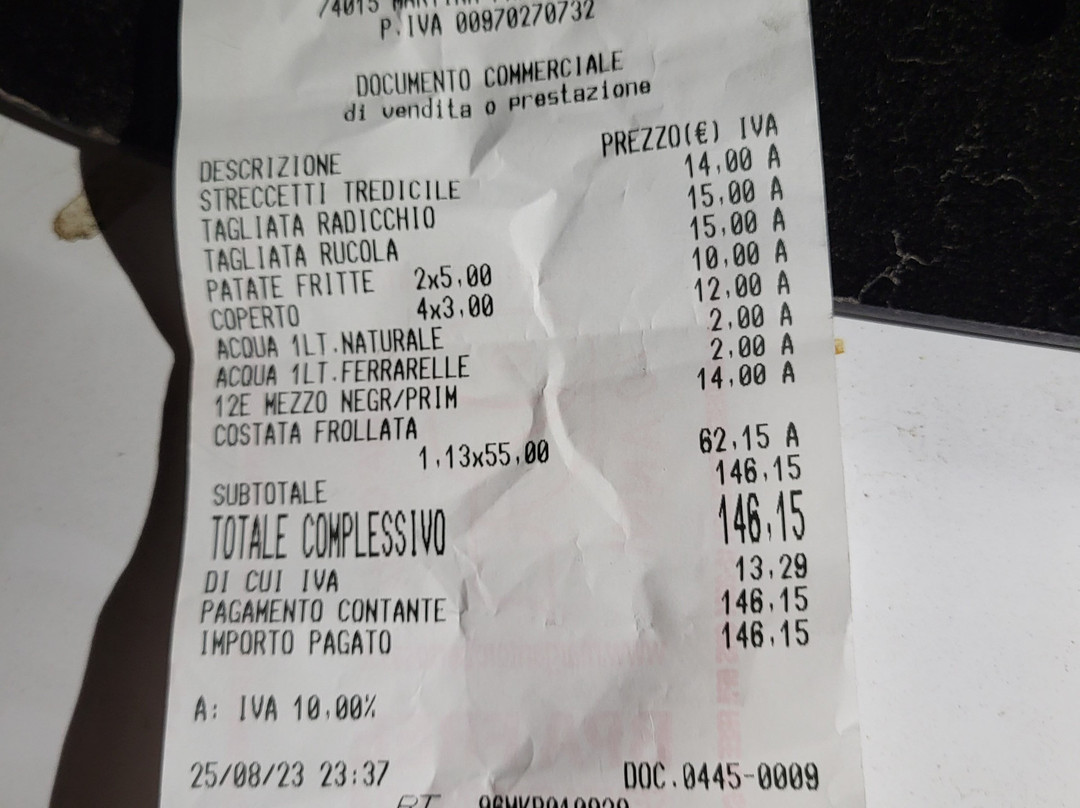 74015
P.IVA 00970270732
DOCUMENTO COMMERCIALE
di vendita o prestazione
DESCRIZIONE PREZZO(€) IVA
STRECCETTI TREDICILE 14,00 A
TAGLIATA RADICCHIO 15,00 A
TAGLIATA RUCOLA 15,00 A
PATATE FRITTE 2x5,00 10,00 A
COPERTO 4x3,00 12,00 A
ACQUA 1LT.NATURALE 2,00 A
ACQUA 1LT.FERRARELLE 2,00 A
12E MEZZO NEGR/PRIM 14,00 A
COSTATA FROLLATA
1,13x55,00 62,15 A
SUBTOTALE 146,15
TOTALE COMPLESSIVO 146,15
DI CUI IVA 13,29
PAGAMENTO CONTANTE 146,15
IMPORTO PAGATO 146,15
A: IVA 10,00%
25/08/23 23:37 DOC.0445-0009